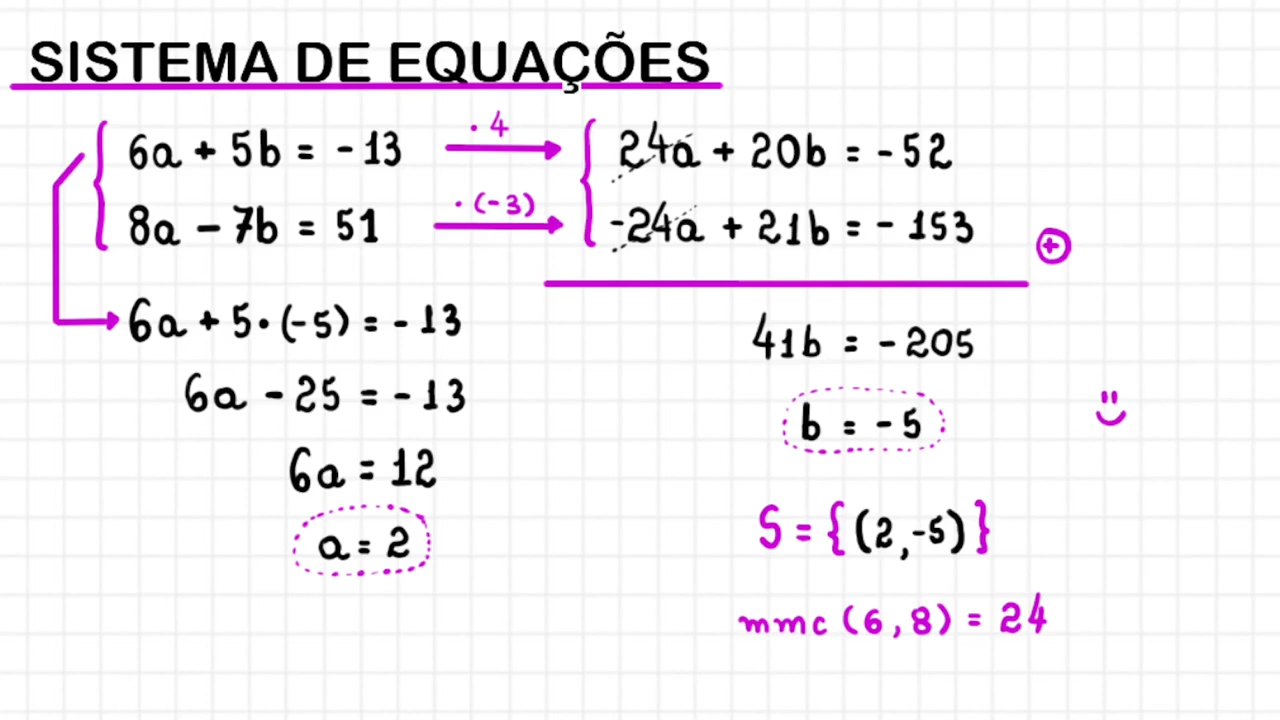 SISTEMA DE EQUAÇÕES
6a + 5b = -13
· 4
24a + 20b = -52
8a - 7b = 51
· (-3)
-24a + 21b = -153
+
6a + 5·(-5) = -13
41b = -205
6a - 25 = -13
b = -5
6a = 12
a = 2
S = {(2,-5)}
mmc (6,8) = 24